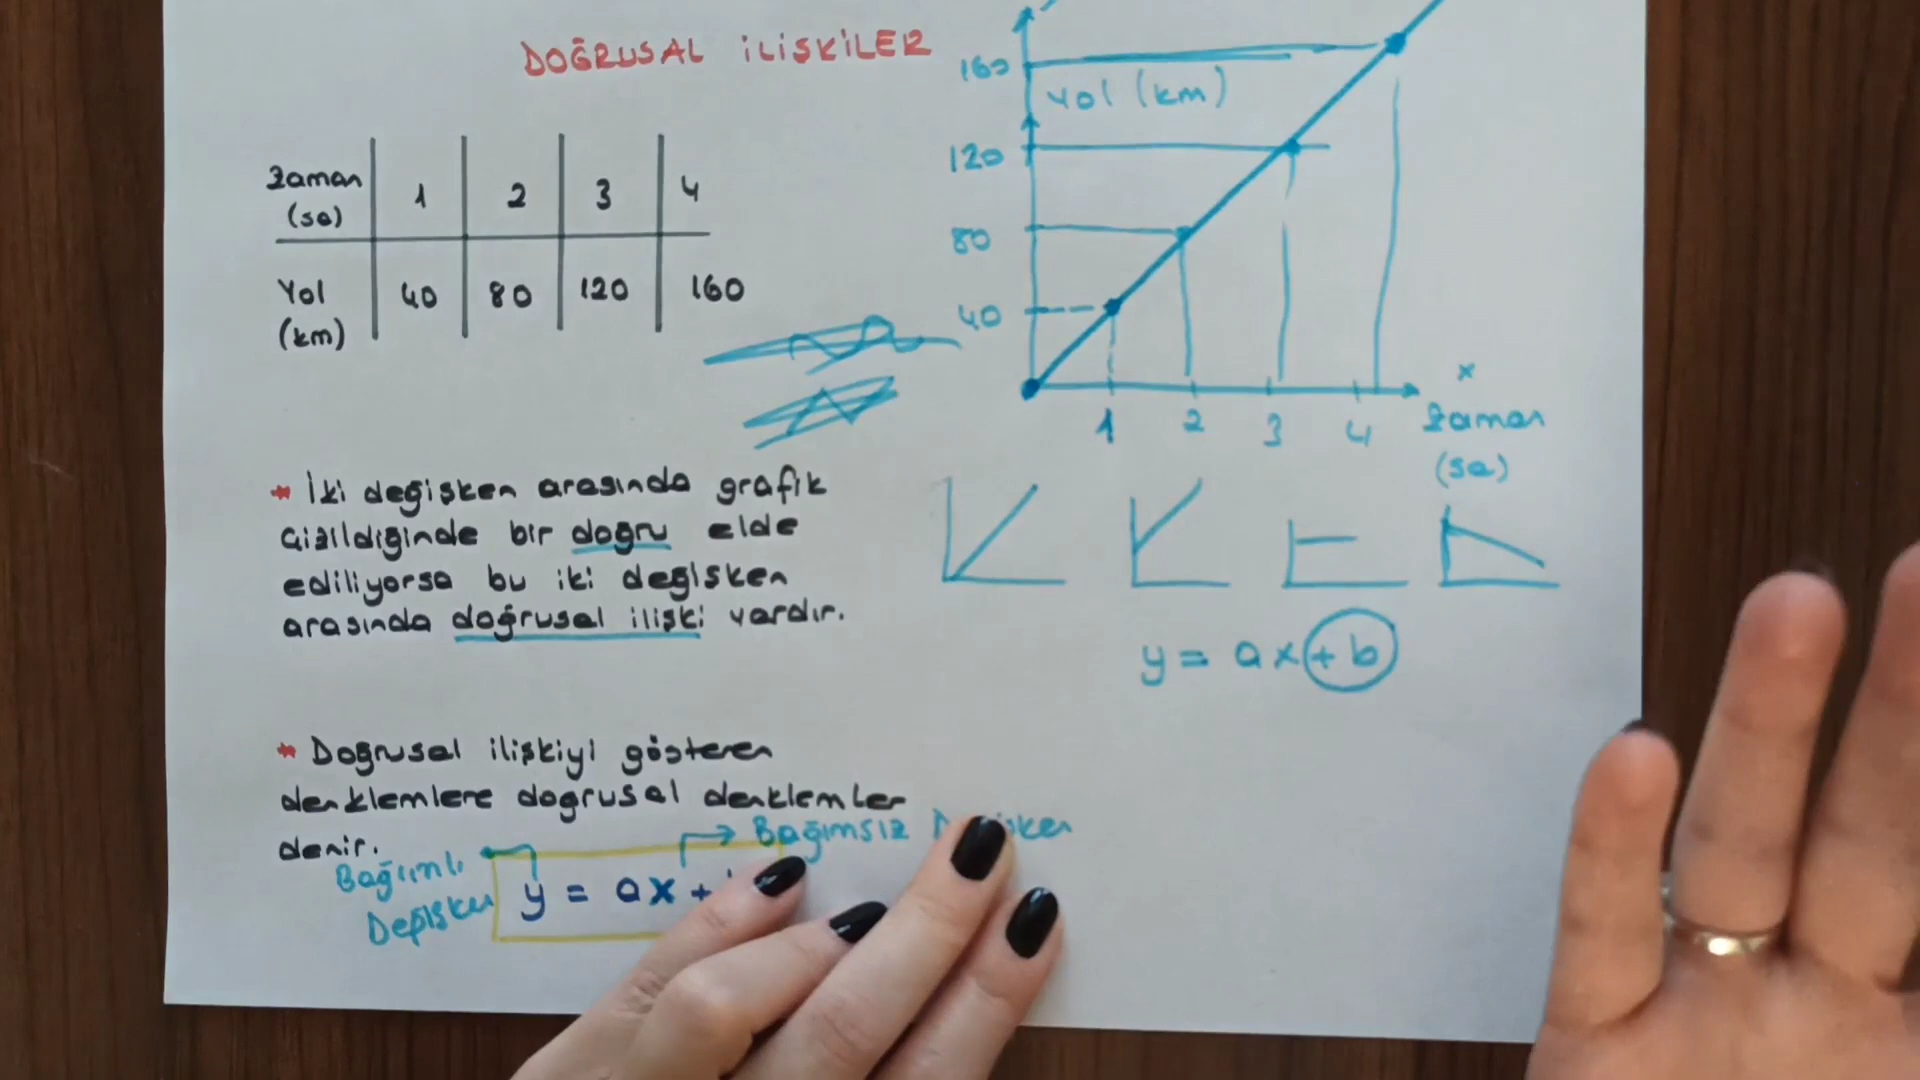 DOĞRUSAL İLİŞKİLER
Zaman (sa) 1 2 3 4
Yol (km) 40 80 120 160
160
Yol (km)
120
80
40
1 2 3 4
x
Zaman
(sa)
* İki değişken arasında grafik
çizildiğinde bir doğru elde
ediliyorsa bu iki değişken
arasında doğrusal ilişki vardır.
y = ax + b
* Doğrusal ilişkiyi gösteren
denklemlere doğrusal denklemler
denir.
Bağımsız
Bağımlı
Değişken
y = ax +